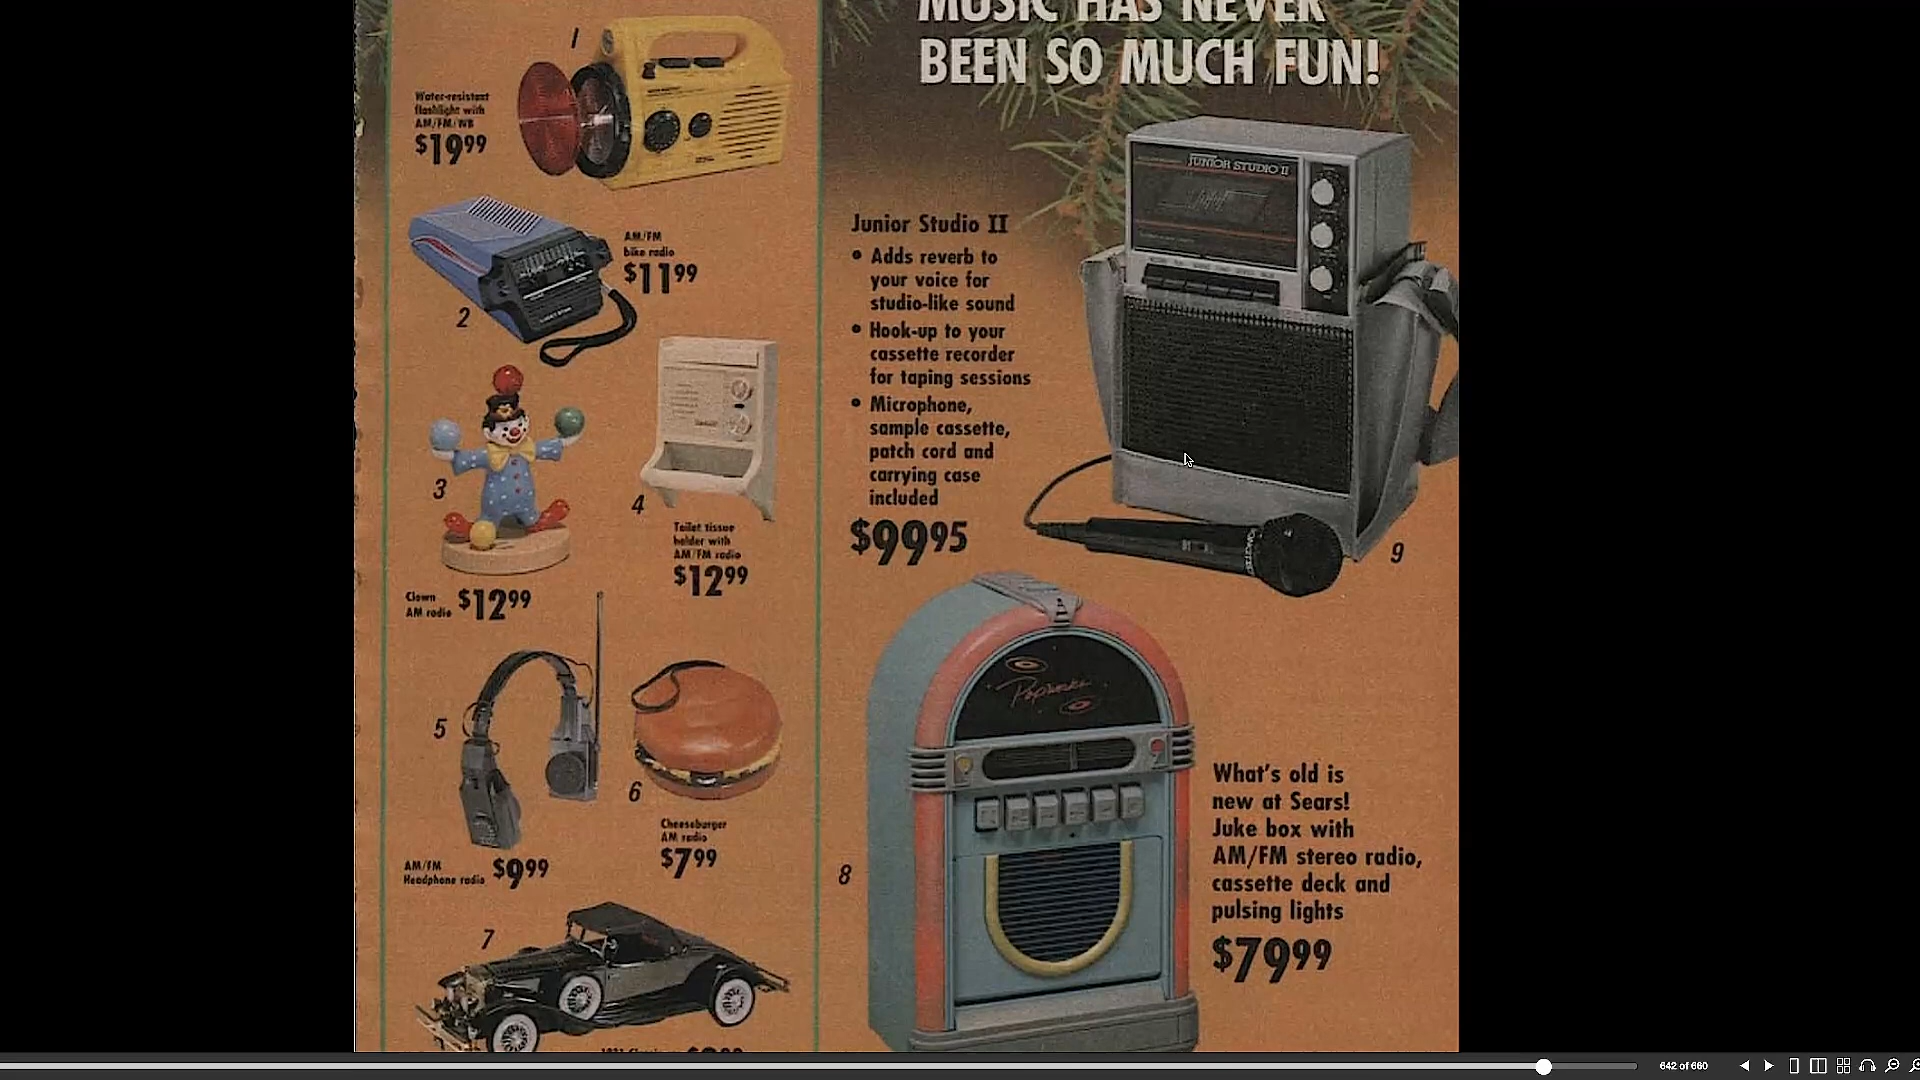 MUSIC HAS NEVER
BEEN SO MUCH FUN!
1
Water-resistant
flashlight with
AM/FM/WB
$19.99
AM/FM
bike radio
$11.99
2
3
4
Toilet tissue
holder with
AM/FM radio
$12.99
Clown
AM radio
$12.99
5
6
Cheeseburger
AM radio
$7.99
AM/FM
Headphone radio
$9.99
7
JUNIOR STUDIO II
Junior Studio II
• Adds reverb to
your voice for
studio-like sound
• Hook-up to your
cassette recorder
for taping sessions
• Microphone,
sample cassette,
patch cord and
carrying case
included
$99.95
9
8
What's old is
new at Sears!
Juke box with
AM/FM stereo radio,
cassette deck and
pulsing lights
$79.99
642 of 660